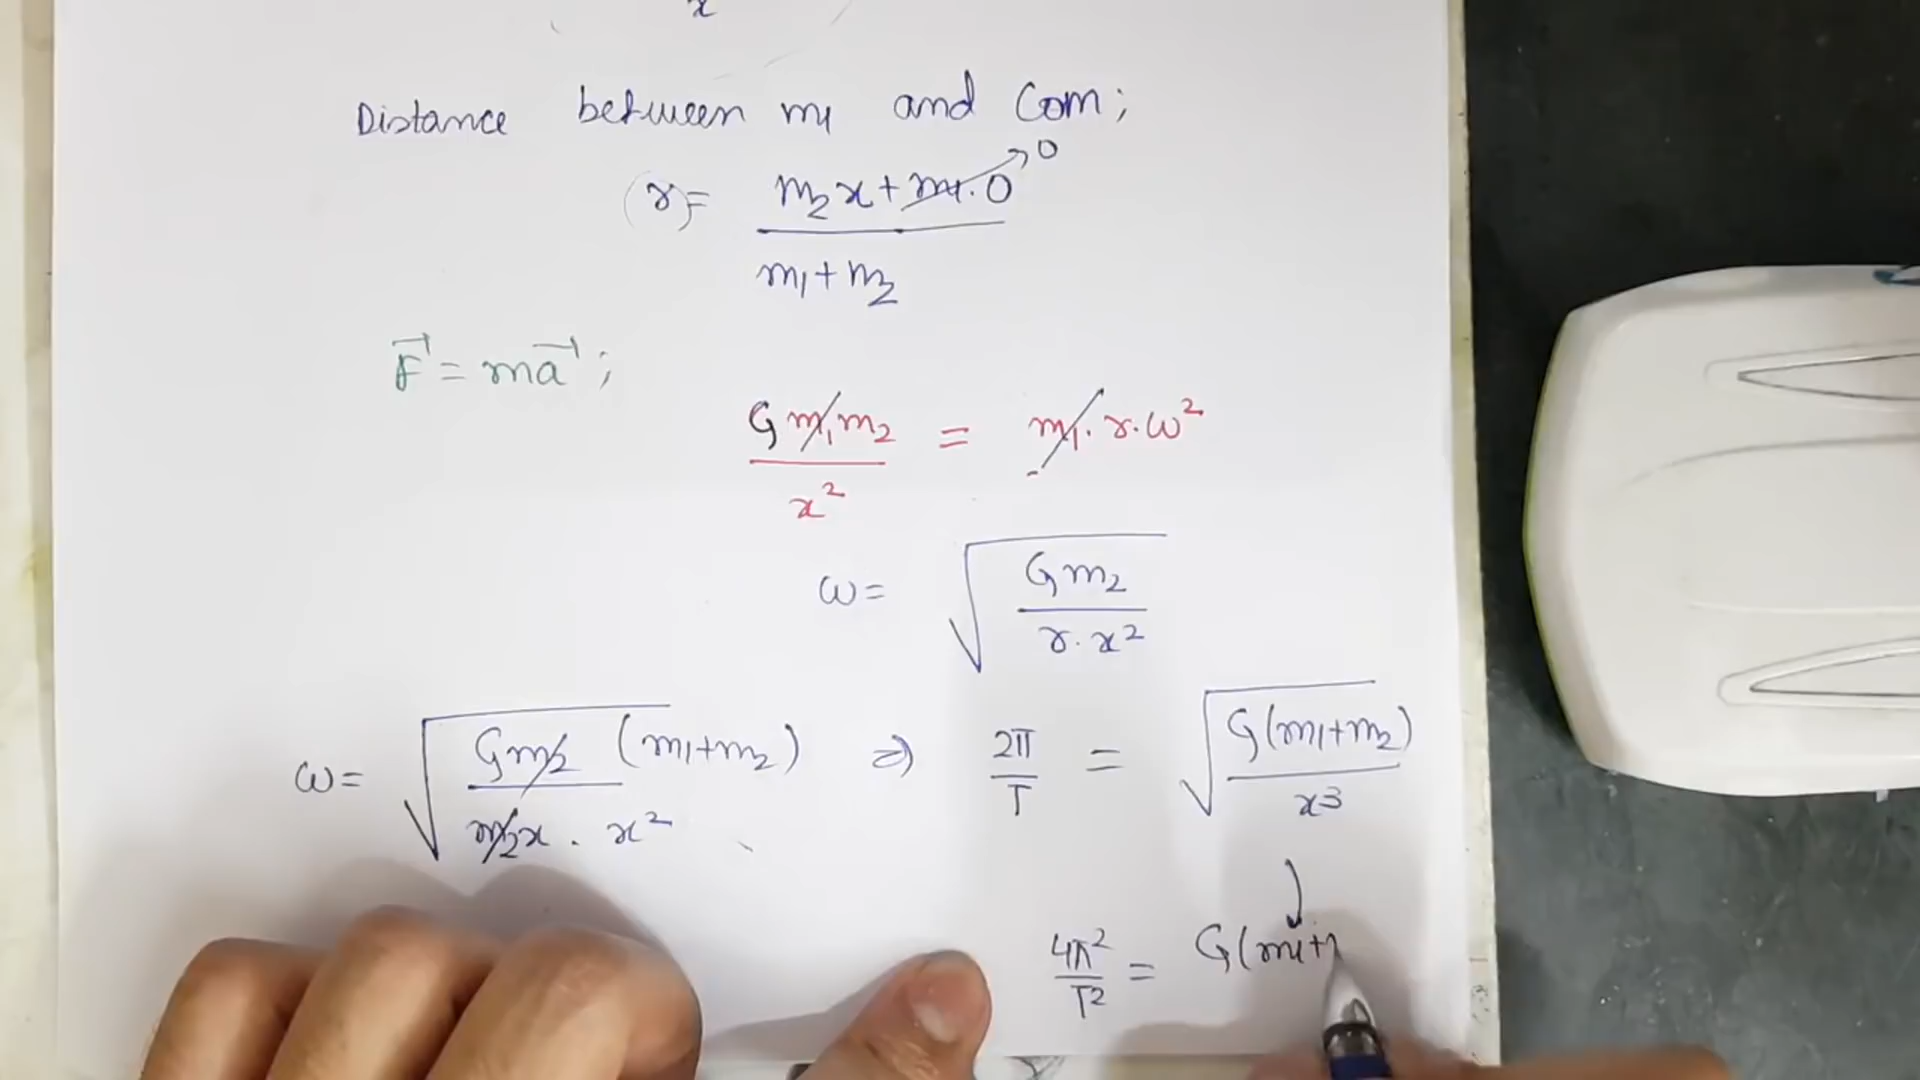 x
Distance between m1 and Com;
(r)= m2x+m1.0 → 0
m1+m2
F⃗ = ma⃗ ;
Gm1m2 / x² = m1.r.ω²
ω = √(Gm2 / r.x²)
ω = √(Gm2 (m1+m2) / m2x . x²) ⇒ 2π/T = √(G(m1+m2) / x3)
4π²/T² = G(m1+